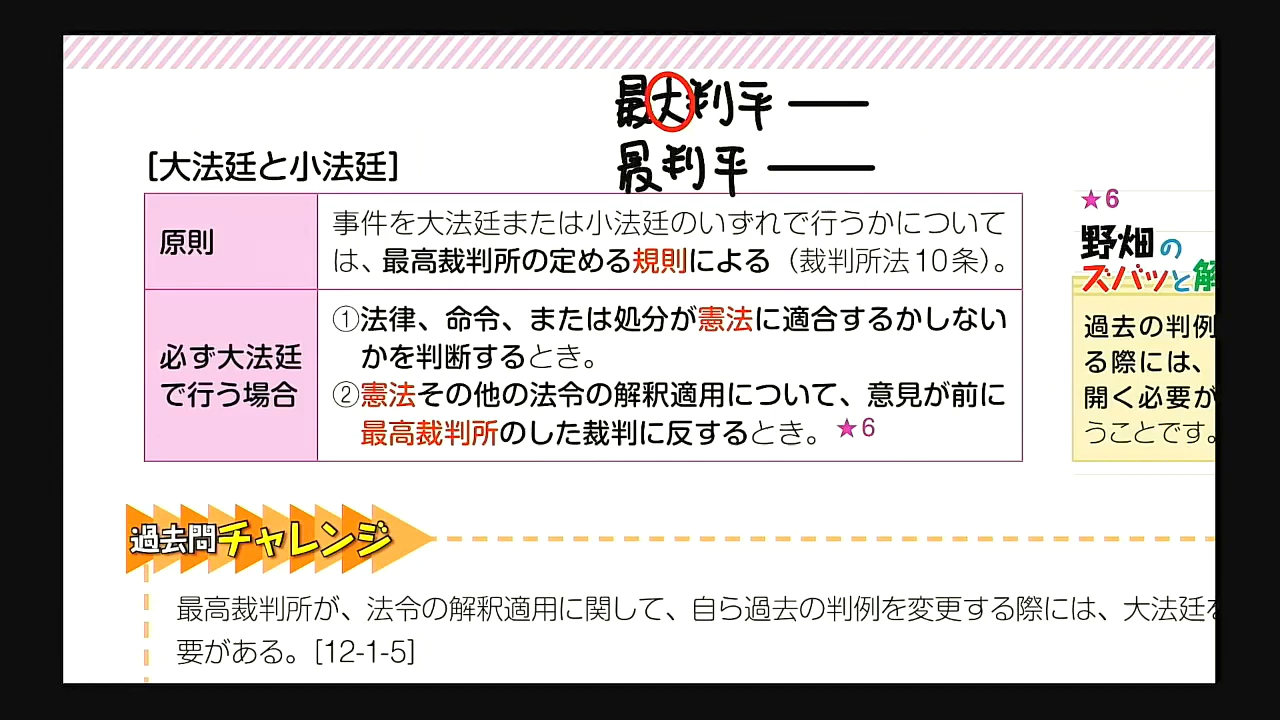 最大判平 ——
最判平 ——
[大法廷と小法廷]
原則
事件を大法廷または小法廷のいずれで行うかについて
は、最高裁判所の定める規則による（裁判所法10条）。
必ず大法廷
で行う場合
①法律、命令、または処分が憲法に適合するかしない
かを判断するとき。
②憲法その他の法令の解釈適用について、意見が前に
最高裁判所のした裁判に反するとき。★6
★6
野畑の
ズバッと解
過去の判例
る際には、
開く必要が
うことです。
過去問チャレンジ
最高裁判所が、法令の解釈適用に関して、自ら過去の判例を変更する際には、大法廷を
要がある。[12-1-5]